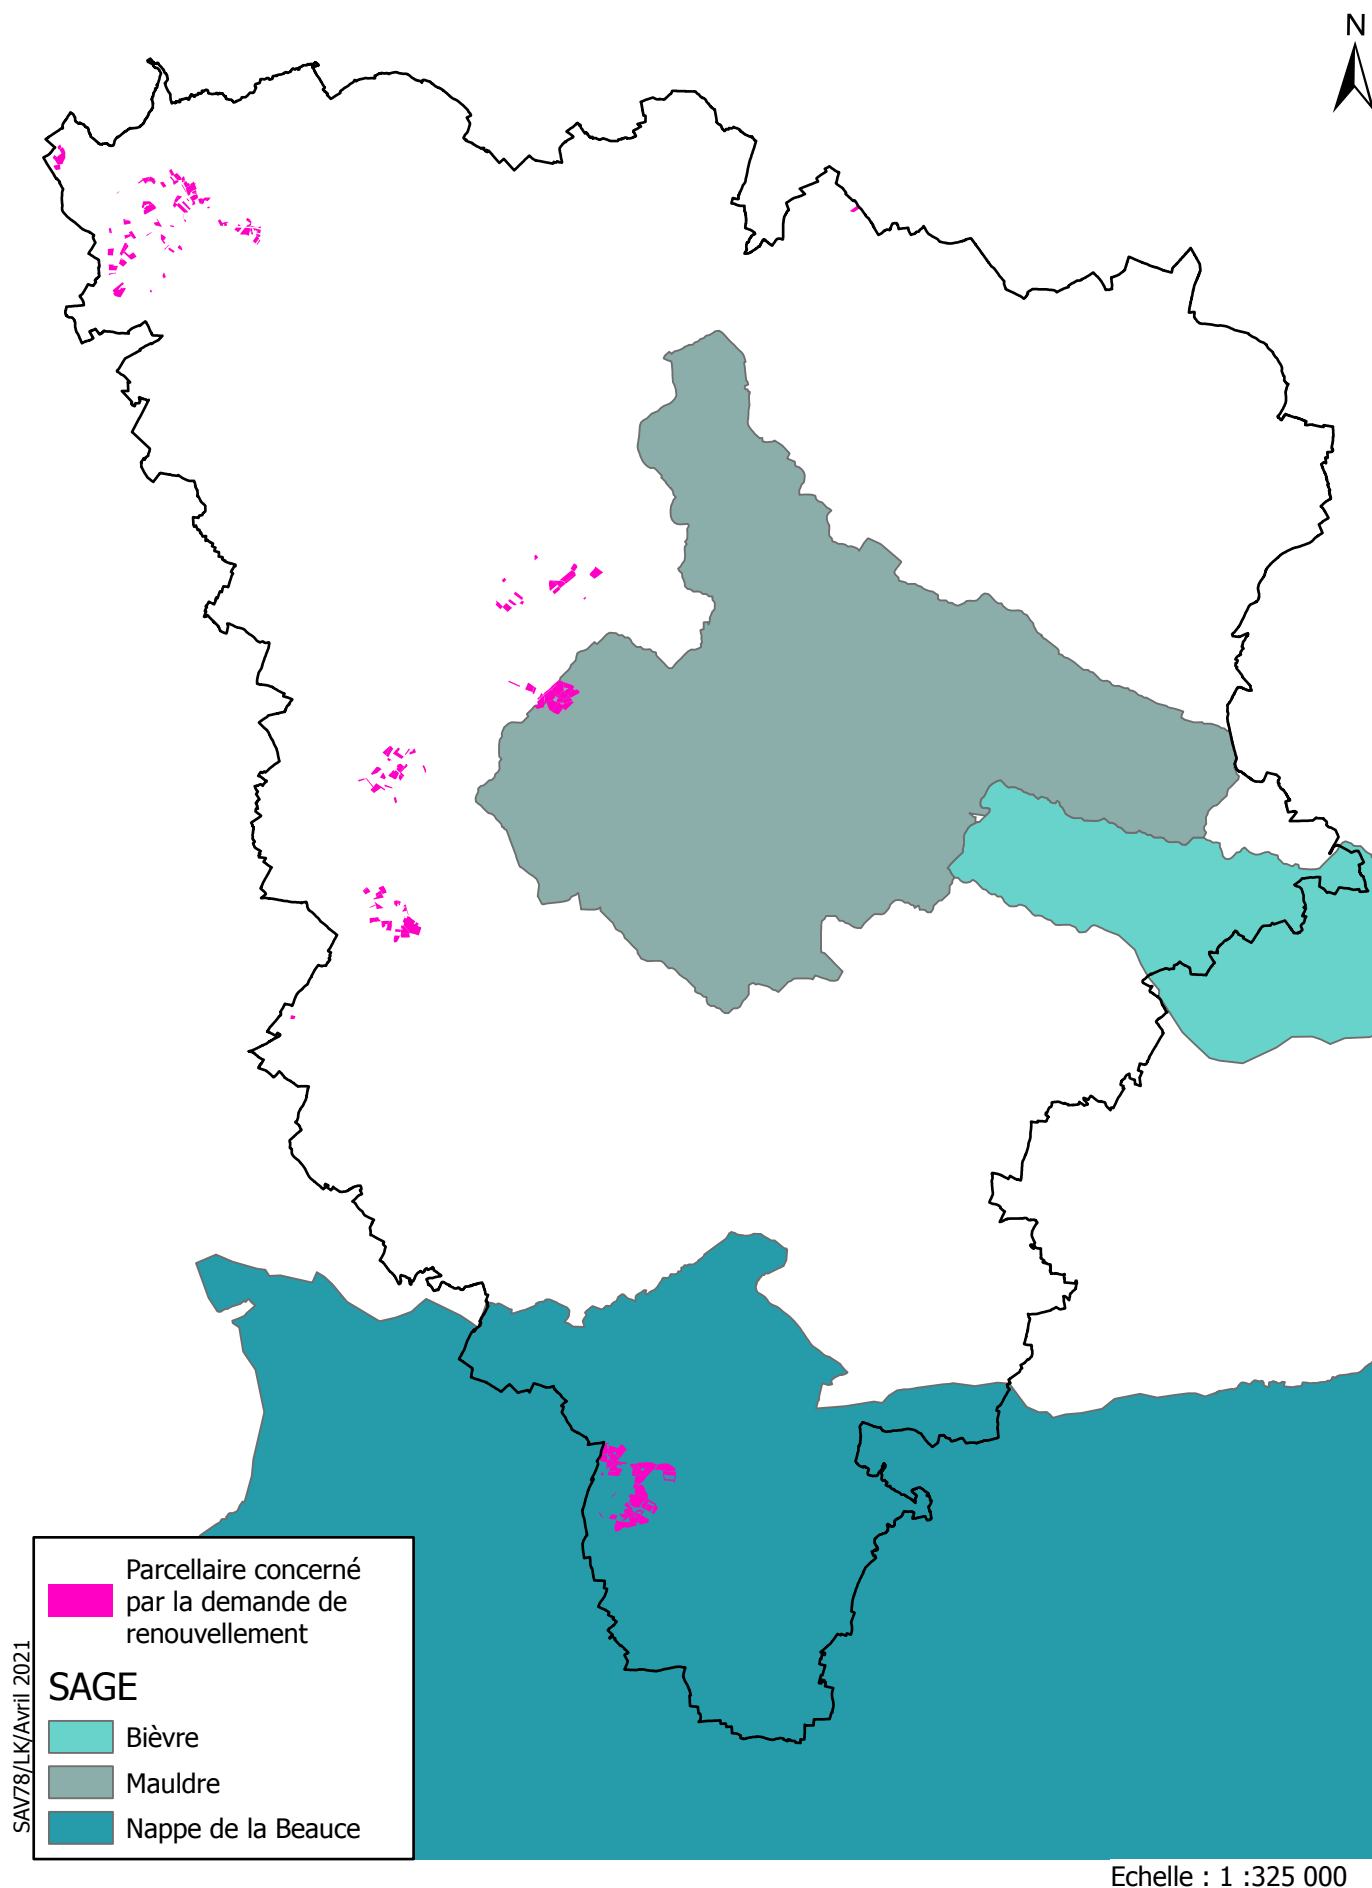 N
Parcellaire concerné
par la demande de
renouvellement
SAGE
Bièvre
Mauldre
Nappe de la Beauce
SAV78/LK/Avril 2021
Echelle : 1 :325 000